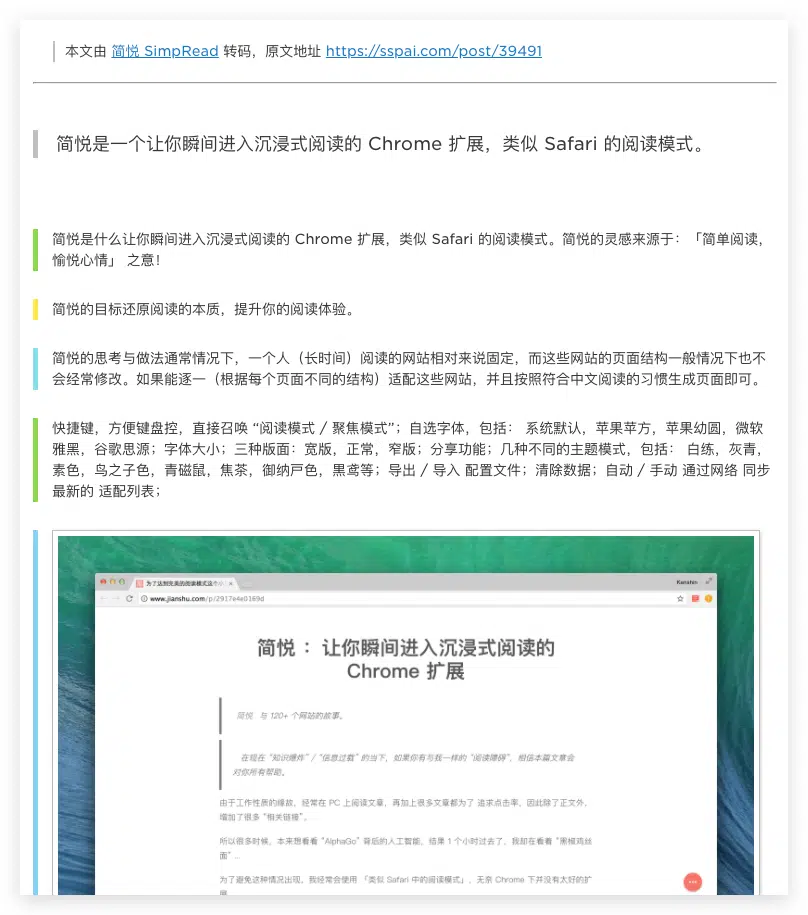 本文由 简悦 SimpRead 转码，原文地址 https://sspai.com/post/39491
简悦是一个让你瞬间进入沉浸式阅读的 Chrome 扩展，类似 Safari 的阅读模式。
简悦是什么让你瞬间进入沉浸式阅读的 Chrome 扩展，类似 Safari 的阅读模式。简悦的灵感来源于：「简单阅读，
愉悦心情」 之意！
简悦的目标还原阅读的本质，提升你的阅读体验。
简悦的思考与做法通常情况下，一个人（长时间）阅读的网站相对来说固定，而这些网站的页面结构一般情况下也不
会经常修改。如果能逐一（根据每个页面不同的结构）适配这些网站，并且按照符合中文阅读的习惯生成页面即可。
快捷键，方便键盘控，直接召唤 “阅读模式 / 聚焦模式”；自选字体，包括： 系统默认，苹果苹方，苹果幼圆，微软
雅黑，谷歌思源；字体大小；三种版面：宽版，正常，窄版；分享功能；几种不同的主题模式，包括： 白练，灰青，
素色，鸟之子色，青磁鼠，焦茶，御纳戸色，黒鸢等；导出 / 导入 配置文件；清除数据；自动 / 手动 通过网络 同步
最新的 适配列表；
为了达到完美的阅读模式这个小 Kenshin
www.jianshu.com/p/2917e4e0169d
简悦 ： 让你瞬间进入沉浸式阅读的
Chrome 扩展
简悦 与 120+ 个网站的故事。
在现在 “知识爆炸” / “信息过载” 的当下，如果你有与我一样的 “阅读障碍”，相信本篇文章会
对你所有帮助。
由于工作性质的缘故，经常在 PC 上阅读文章，再加上很多文章都为了 追求点击率，因此除了正文外，
增加了很多 “相关链接”。
所以很多时候，本来想看看 “AlphaGo” 背后的人工智能，结果 1 个小时过去了，我却在看看 “黑椒鸡丝
面” ...
为了避免这种情况出现，我经常会使用 「类似 Safari 中的阅读模式」，无奈 Chrome 下并没有太好的扩
展